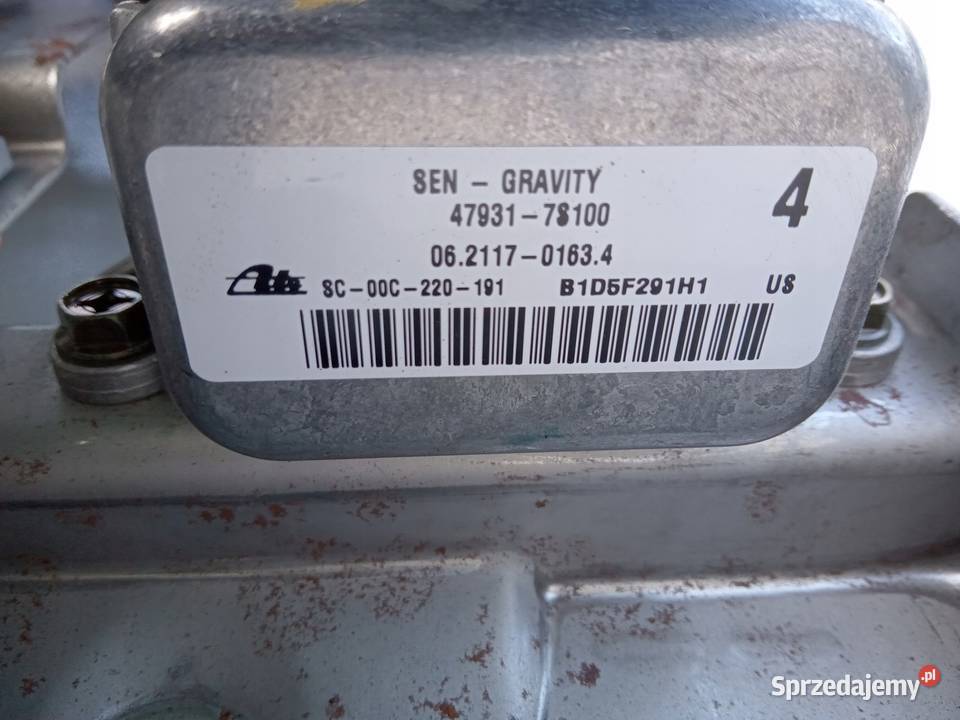 SEN - GRAVITY
47931-7S100
4
06.2117-0163.4
Ate SC-00C-220-191 B1D5F291H1 US
Sprzedajemy.pl